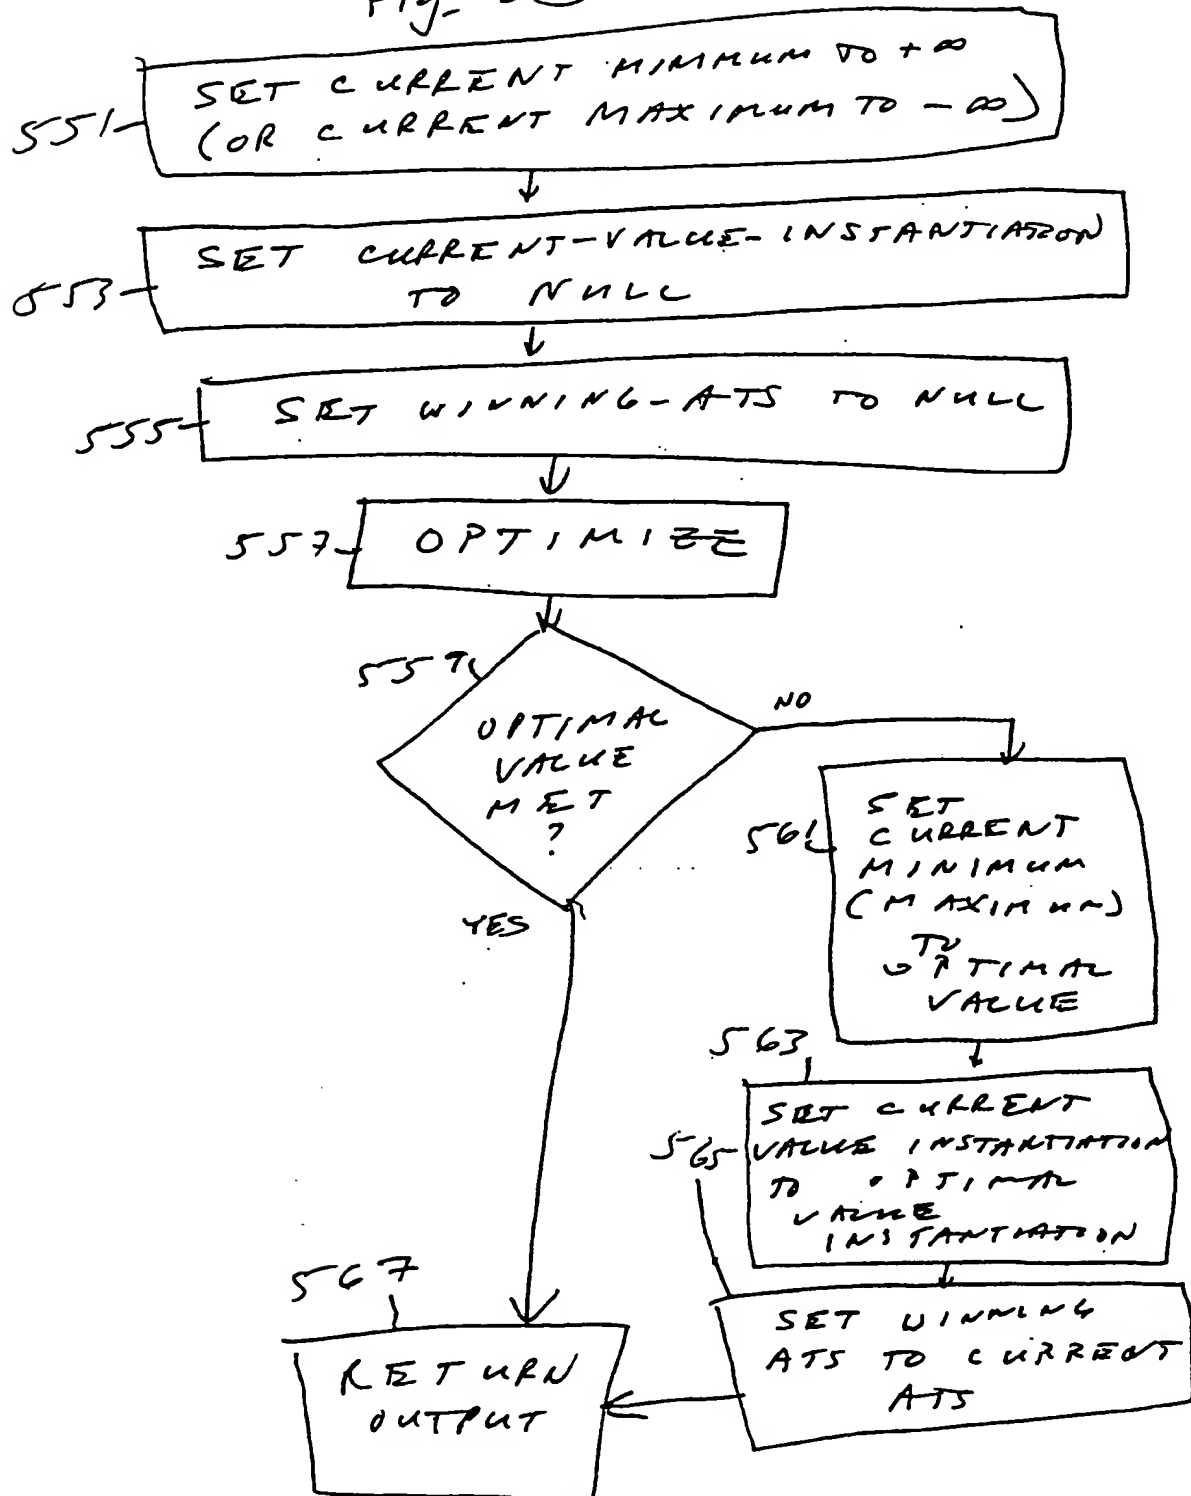 Fig.
SET CURRENT MINIMUM TO + ∞
(OR CURRENT MAXIMUM TO - ∞)
551
SET CURRENT-VALUE-INSTANTIATION
TO NULL
553
SET WINNING-ATS TO NULL
555
557
OPTIMIZE
559
OPTIMAL
VALUE
MET
?
NO
YES
561
SET
CURRENT
MINIMUM
(MAXIMUM)
TO
OPTIMAL
VALUE
563
SET CURRENT
VALUE INSTANTIATION
TO OPTIMAL
VALUE
INSTANTIATION
565
SET WINNING
ATS TO CURRENT
ATS
567
RETURN
OUTPUT